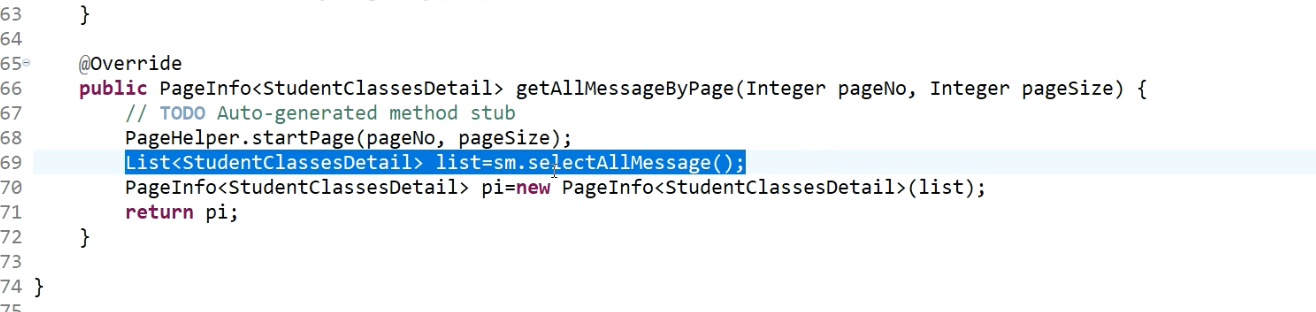 63 }
64
65 @Override
66 public PageInfo<StudentClassesDetail> getAllMessageByPage(Integer pageNo, Integer pageSize) {
67 // TODO Auto-generated method stub
68 PageHelper.startPage(pageNo, pageSize);
69 List<StudentClassesDetail> list=sm.selectAllMessage();
70 PageInfo<StudentClassesDetail> pi=new PageInfo<StudentClassesDetail>(list);
71 return pi;
72 }
73
74 }
75